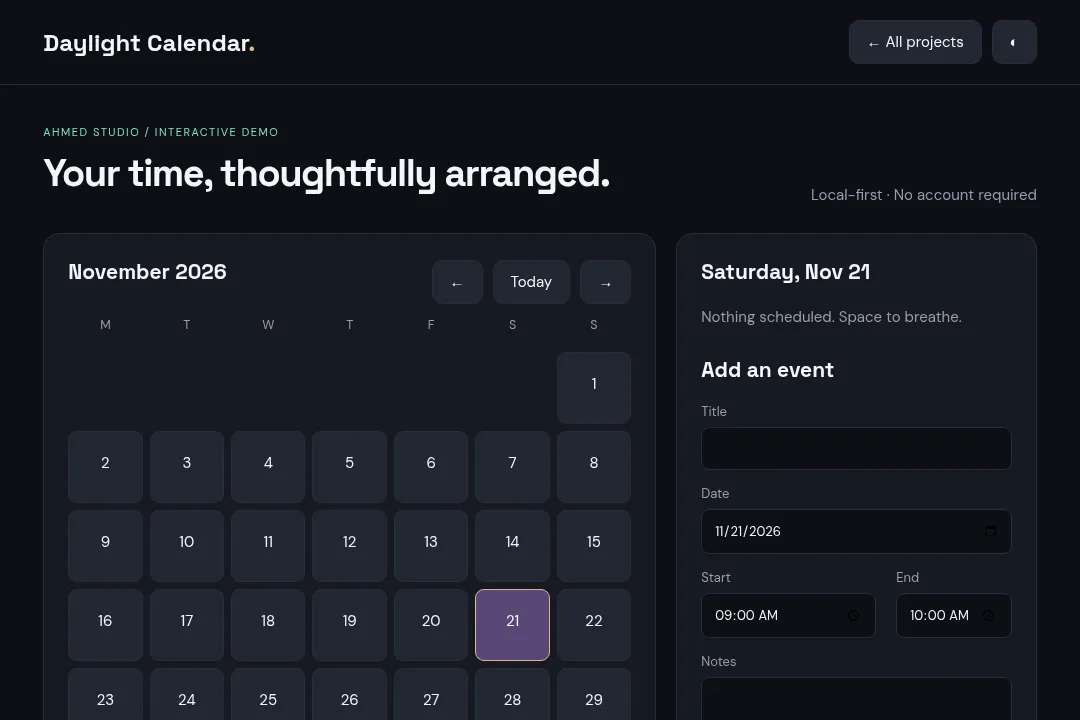 Daylight Calendar.
← All projects
AHMED STUDIO / INTERACTIVE DEMO
Your time, thoughtfully arranged.
Local-first · No account required
November 2026
← Today →
M T W T F S S
1
2 3 4 5 6 7 8
9 10 11 12 13 14 15
16 17 18 19 20 21 22
23 24 25 26 27 28 29
Saturday, Nov 21
Nothing scheduled. Space to breathe.
Add an event
Title
Date
11/21/2026
Start End
09:00 AM 10:00 AM
Notes